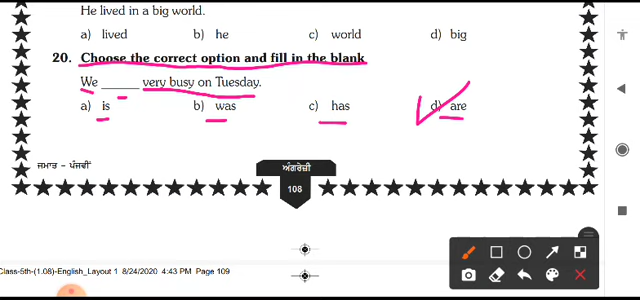 He lived in a big world.
a) lived b) he c) world d) big
20. Choose the correct option and fill in the blank
We ______ very busy on Tuesday.
a) is b) was c) has d) are
ਜਮਾਤ – ਪੰਜਵੀਂ
ਅੰਗਰੇਜ਼ੀ
108
Class-5th-(1.08)-English_Layout 1 8/24/2020 4:43 PM Page 109